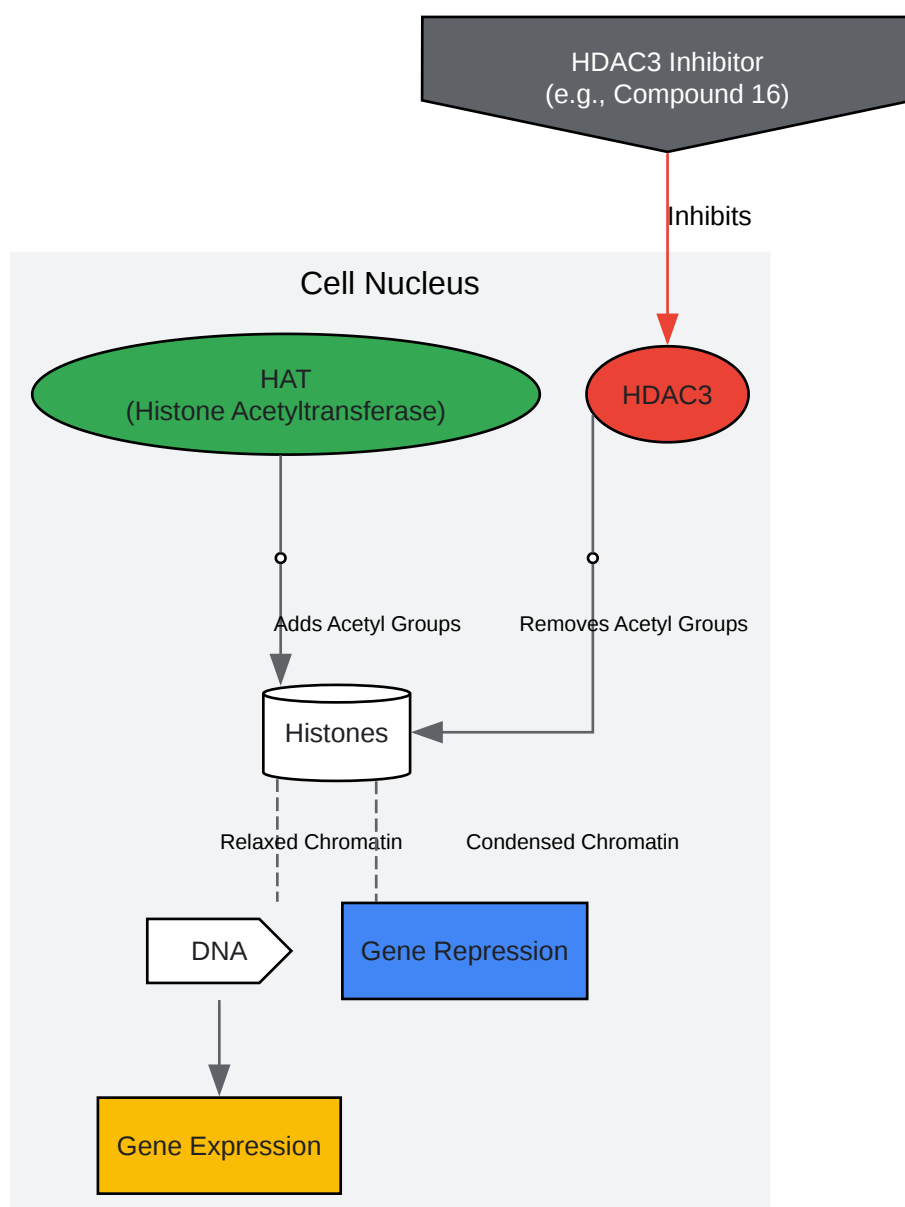 HDAC3 Inhibitor
(e.g., Compound 16)
Inhibits
Cell Nucleus
HAT
(Histone Acetyltransferase)
HDAC3
Adds Acetyl Groups
Removes Acetyl Groups
Histones
Relaxed Chromatin
Condensed Chromatin
DNA
Gene Repression
Gene Expression